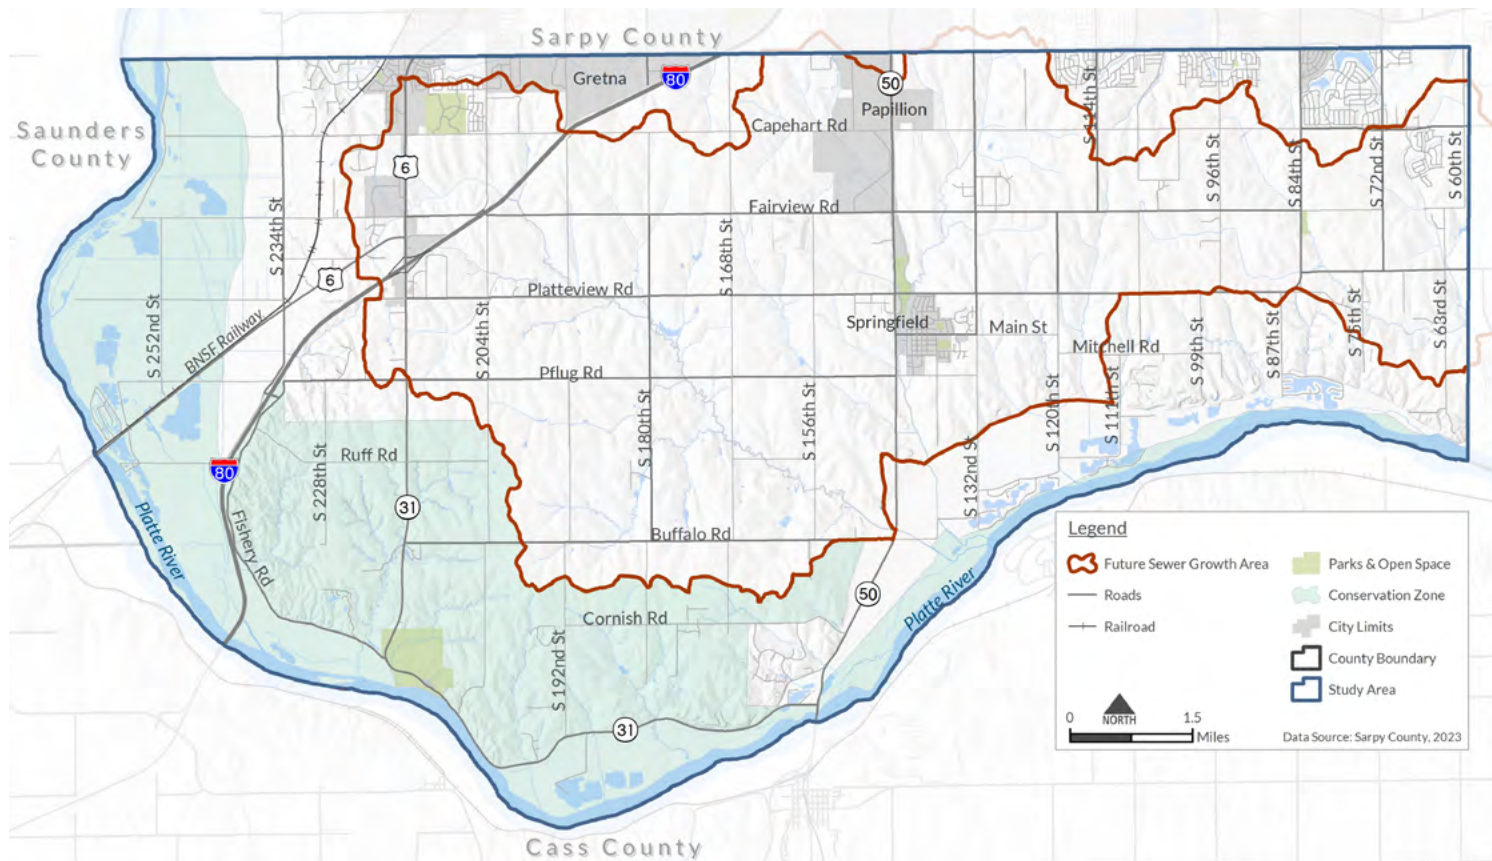 Sarpy County
Gretna
80
50
Papillion
Capehart Rd
S 114th St
Saunders
County
6
S 96th St
S 84th St
S 72nd St
S 60th St
Fairview Rd
S 234th St
S 168th St
6
Platteview Rd
S 252nd St
BNSF Railway
S 204th St
Springfield
Main St
Mitchell Rd
S 99th St
S 87th St
S 75th St
S 63rd St
Pflug Rd
S 180th St
S 156th St
S 120th St
S 111th St
Ruff Rd
S 228th St
80
S 132nd St
31
Platte River
Fishery Rd
Buffalo Rd
50
Platte River
Cornish Rd
S 192nd St
31
Cass County
Legend
Future Sewer Growth Area
Roads
Railroad
Parks & Open Space
Conservation Zone
City Limits
County Boundary
Study Area
0
NORTH
1.5
Miles
Data Source: Sarpy County, 2023